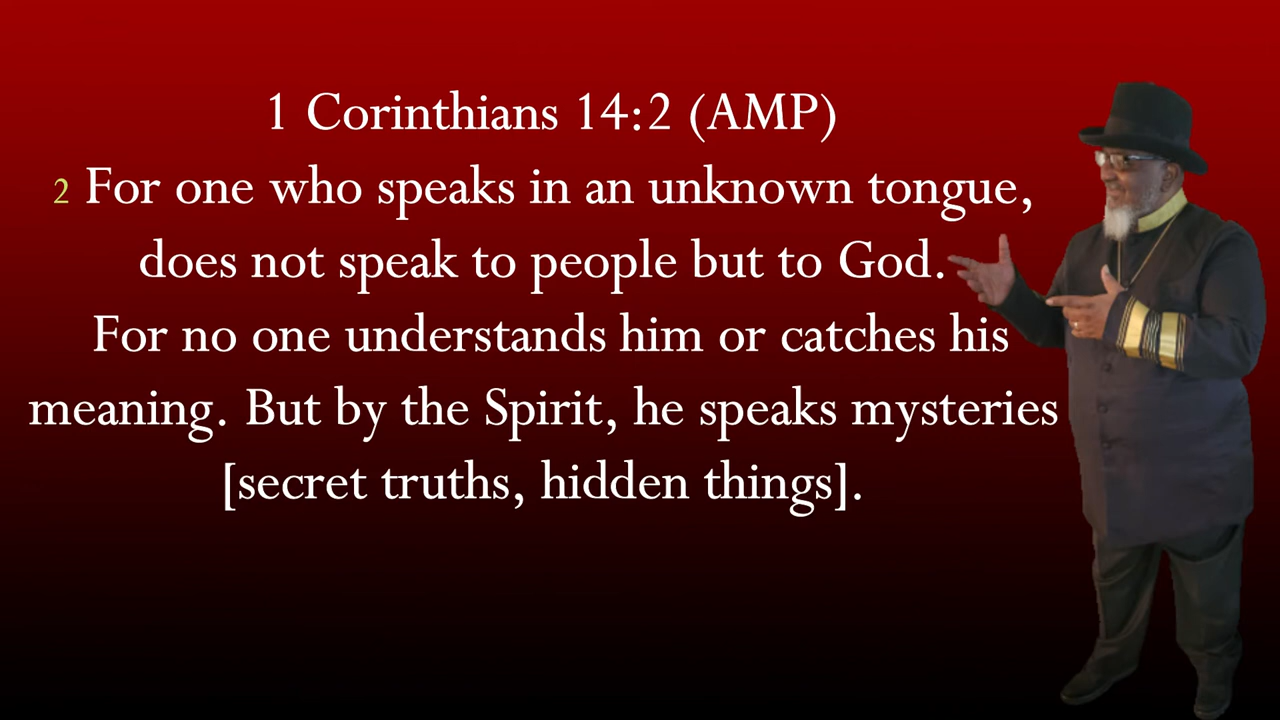 1 Corinthians 14:2 (AMP)
2 For one who speaks in an unknown tongue,
does not speak to people but to God.
For no one understands him or catches his
meaning. But by the Spirit, he speaks mysteries
[secret truths, hidden things].